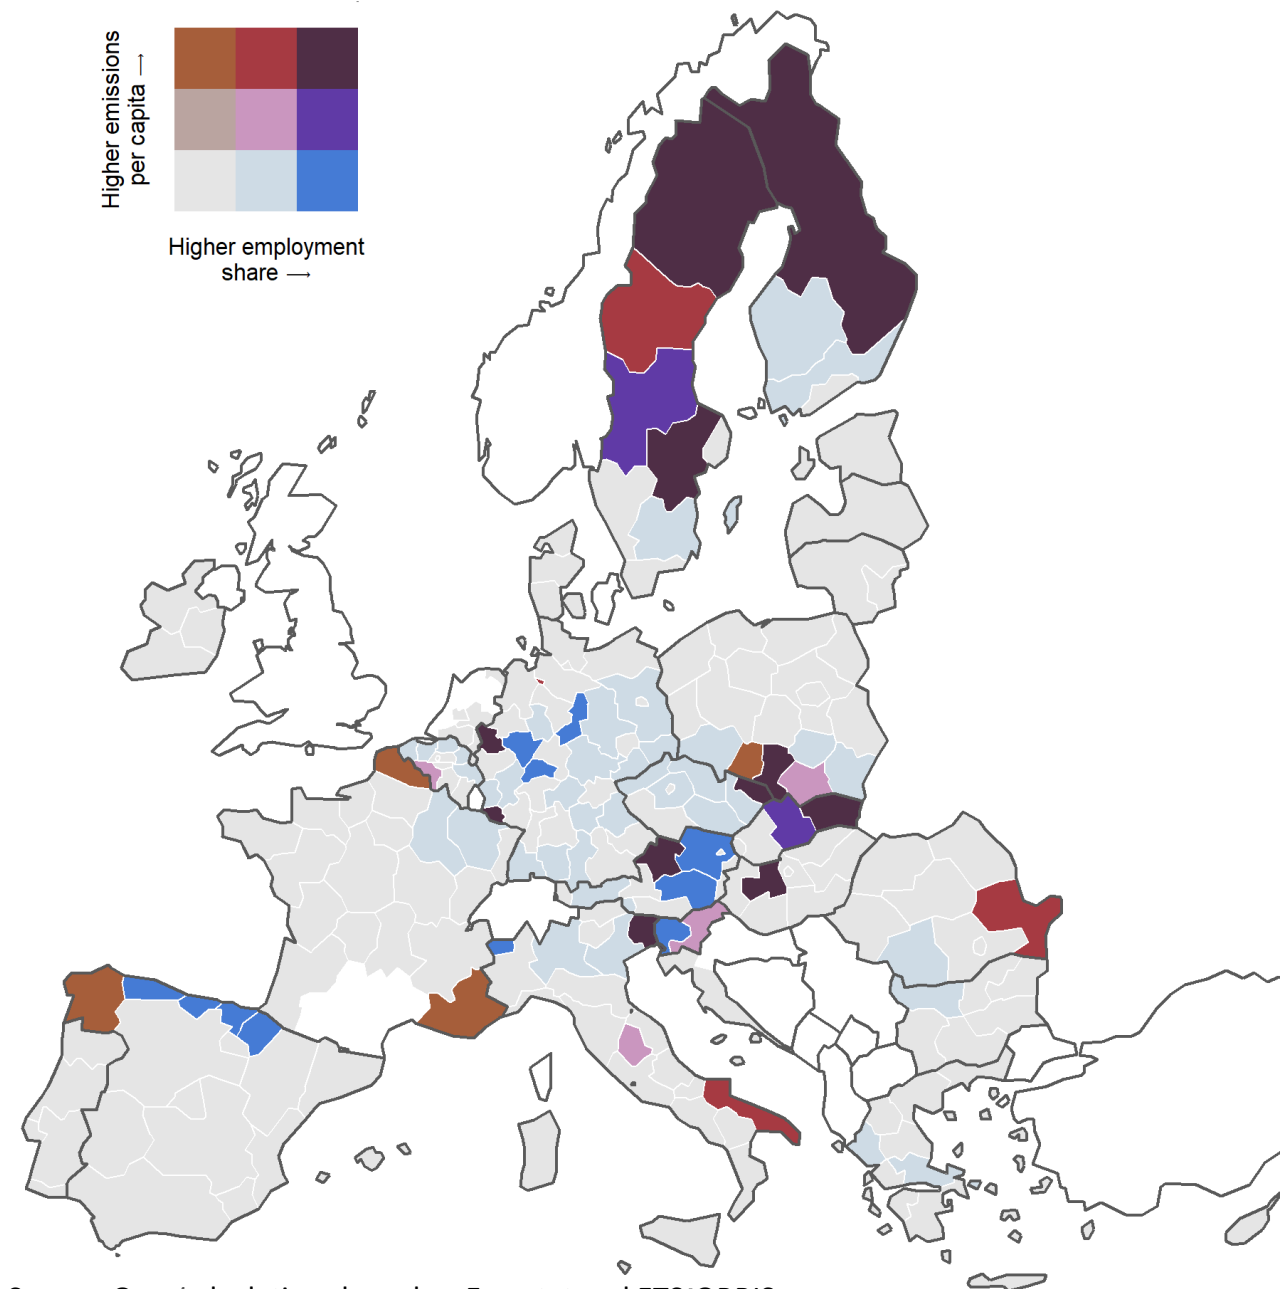 Higher emissions
per capita →
Higher employment
share →